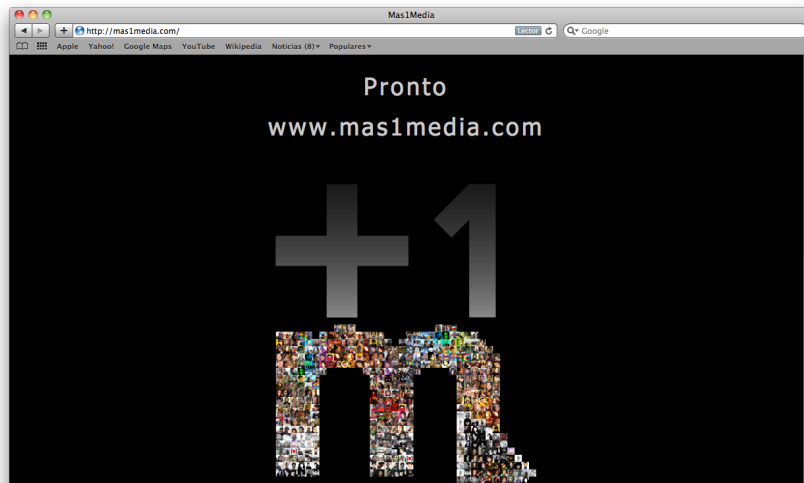 Mas1Media
http://mas1media.com/
Lector
Google
Apple Yahoo! Google Maps YouTube Wikipedia Noticias (8) Populares
Pronto
www.mas1media.com
+1
m